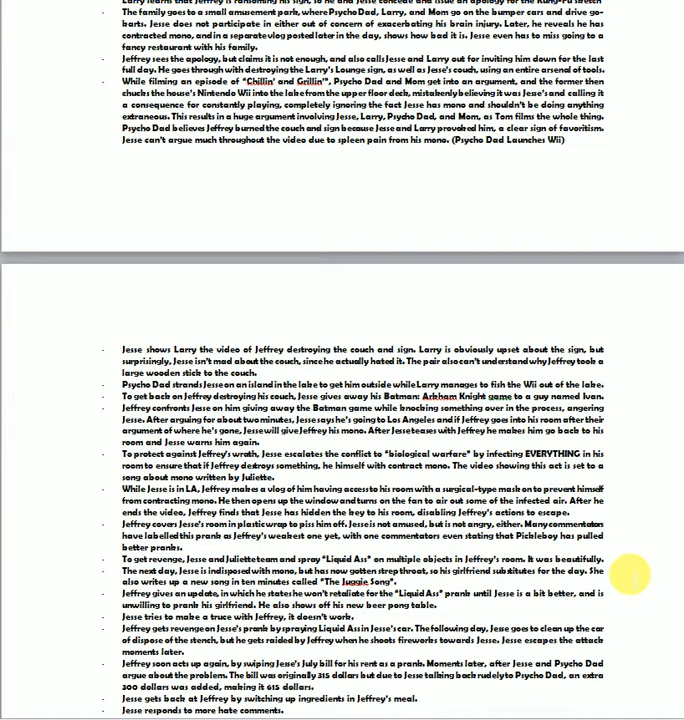 Larry learns that Jeffrey is ransoming his sign, so he and Jesse concede and issue an apology for the Kung-Fu stretch
- The family goes to a small amusement park, where Psycho Dad, Larry, and Mom go on the bumper cars and drive go-
karts. Jesse does not participate in either out of concern of exacerbating his brain injury. Later, he reveals he has
contracted mono, and in a separate vlog posted later in the day, shows how bad it is. Jesse even has to miss going to a
fancy restaurant with his family.
- Jeffrey sees the apology, but claims it is not enough, and also calls Jesse and Larry out for inviting him down for the last
full day. He goes through with destroying the Larry's Lounge sign, as well as Jesse's couch, using an entire arsenal of tools.
- While filming an episode of "Chillin' and Grillin'", Psycho Dad and Mom get into an argument, and the former then
chucks the house's Nintendo Wii into the lake from the upper floor deck, mistakenly believing it was Jesse's and calling it
a consequence for constantly playing, completely ignoring the fact Jesse has mono and shouldn't be doing anything
extraneous. This results in a huge argument involving Jesse, Larry, Psycho Dad, and Mom, as Tom films the whole thing.
Psycho Dad believes Jeffrey burned the couch and sign because Jesse and Larry provoked him, a clear sign of favoritism.
Jesse can't argue much throughout the video due to spleen pain from his mono. (Psycho Dad Launches Wii)
- Jesse shows Larry the video of Jeffrey destroying the couch and sign. Larry is obviously upset about the sign, but
surprisingly, Jesse isn't mad about the couch, since he actually hated it. The pair also can't understand why Jeffrey took a
large wooden stick to the couch.
- Psycho Dad strands Jesse on an island in the lake to get him outside while Larry manages to fish the Wii out of the lake.
- To get back on Jeffrey destroying his couch, Jesse gives away his Batman: Arkham Knight game to a guy named Ivan.
- Jeffrey confronts Jesse on him giving away the Batman game while knocking something over in the process, angering
Jesse. After arguing for about two minutes, Jesse says he's going to Los Angeles and if Jeffrey goes into his room after their
argument of where he's gone, Jesse will give Jeffrey his mono. After Jesse teases with Jeffrey he makes him go back to his
room and Jesse warns him again.
- To protect against Jeffrey's wrath, Jesse escalates the conflict to "biological warfare" by infecting EVERYTHING in his
room to ensure that if Jeffrey destroys something, he himself with contract mono. The video showing this act is set to a
song about mono written by Juliette.
- While Jesse is in LA, Jeffrey makes a vlog of him having access to his room with a surgical-type mask on to prevent himself
from contracting mono. He then opens up the window and turns on the fan to air out some of the infected air. After he
ends the video, Jeffrey finds that Jesse has hidden the key to his room, disabling Jeffrey's actions to escape.
- Jeffrey covers Jesse's room in plastic wrap to piss him off. Jesse is not amused, but is not angry, either. Many commentators
have labelled this prank as Jeffrey's weakest one yet, with one commenters even stating that Pickleboy has pulled
better pranks.
- To get revenge, Jesse and Juliette team and spray "Liquid Ass" on multiple objects in Jeffrey's room. It was beautifully.
- The next day, Jesse is indisposed with mono, but has now gotten strep throat, so his girlfriend substitutes for the day. She
also writes up a new song in ten minutes called "The Juggie Song".
- Jeffrey gives an update, in which he states he won't retaliate for the "Liquid Ass" prank until Jesse is a bit better, and is
unwilling to prank his girlfriend. He also shows off his new beer pong table.
- Jesse tries to make a truce with Jeffrey, it doesn't work.
- Jeffrey gets revenge on Jesse's prank by spraying Liquid Ass in Jesse's car. The following day, Jesse goes to clean up the car
of dispose of the stench, but he gets raided by Jeffrey when he shoots fireworks towards Jesse. Jesse escapes the attack
moments later.
- Jeffrey soon acts up again, by swiping Jesse's July bill for his rent as a prank. Moments later, after Jesse and Psycho Dad
argue about the problem. The bill was originally 315 dollars but due to Jesse talking back rudely to Psycho Dad, an extra
300 dollars was added, making it 615 dollars.
- Jesse gets back at Jeffrey by switching up ingredients in Jeffrey's meal.
- Jesse responds to more hate comments.